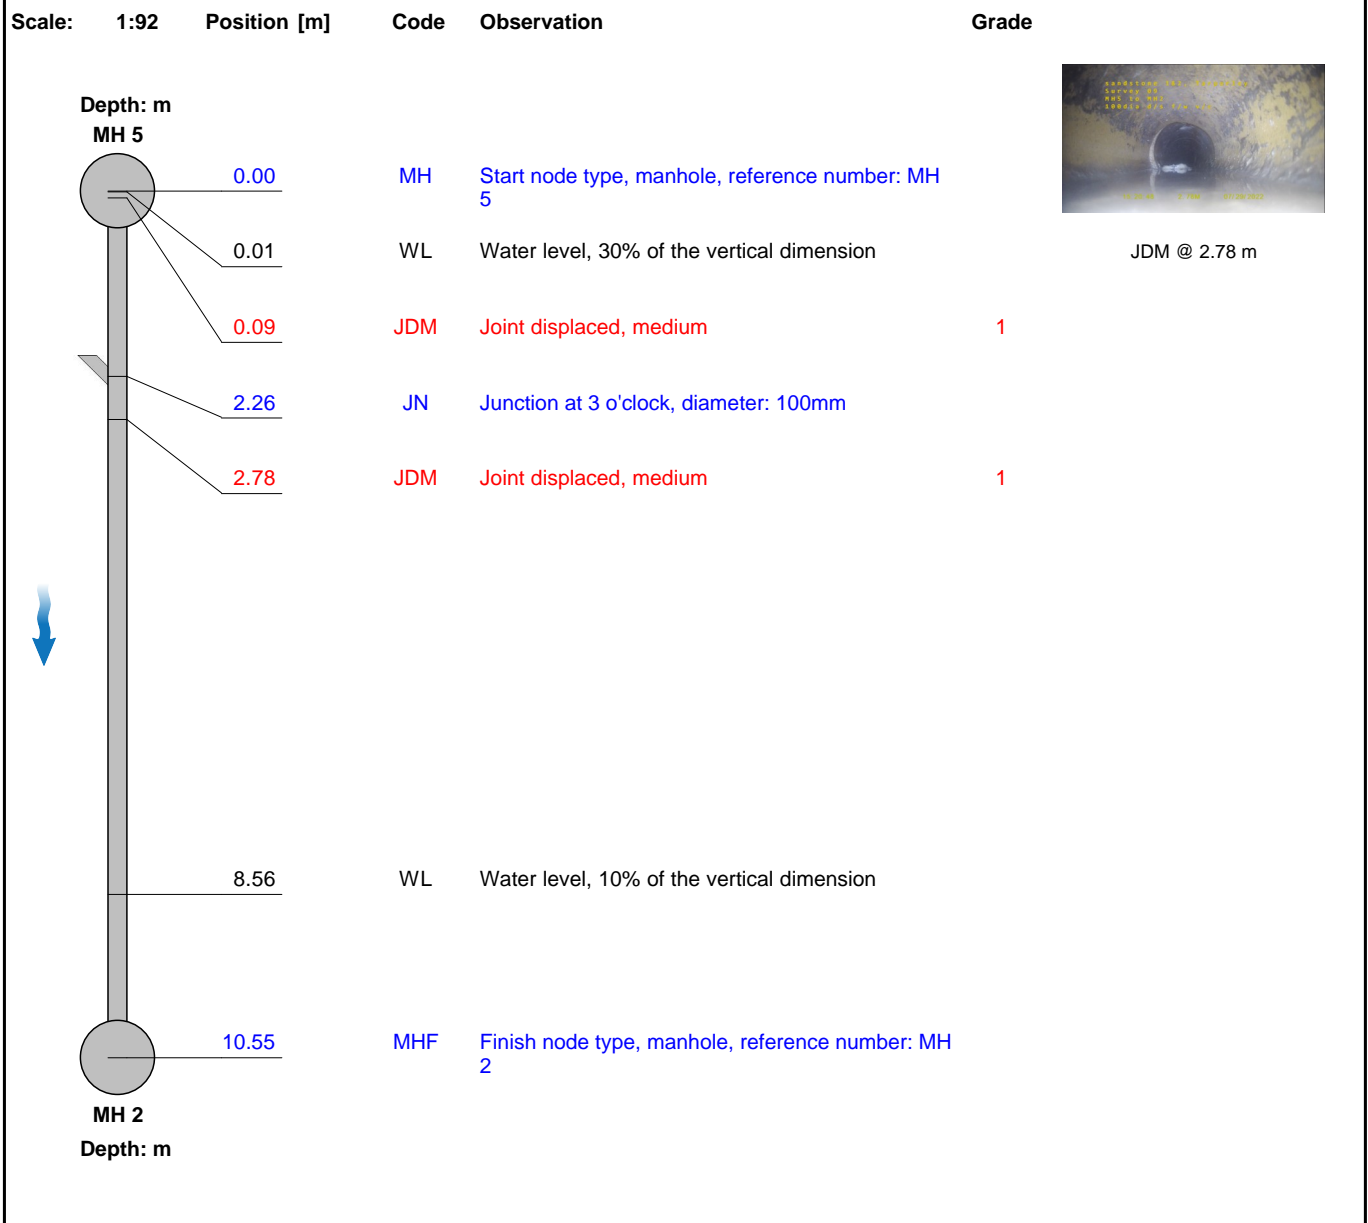 Scale: 1:92 Position [m] Code Observation Grade
Depth: m
MH 5
0.00 MH Start node type, manhole, reference number: MH
5
0.01 WL Water level, 30% of the vertical dimension
JDM @ 2.78 m
0.09 JDM Joint displaced, medium 1
2.26 JN Junction at 3 o'clock, diameter: 100mm
2.78 JDM Joint displaced, medium 1
8.56 WL Water level, 10% of the vertical dimension
10.55 MHF Finish node type, manhole, reference number: MH
2
MH 2
Depth: m